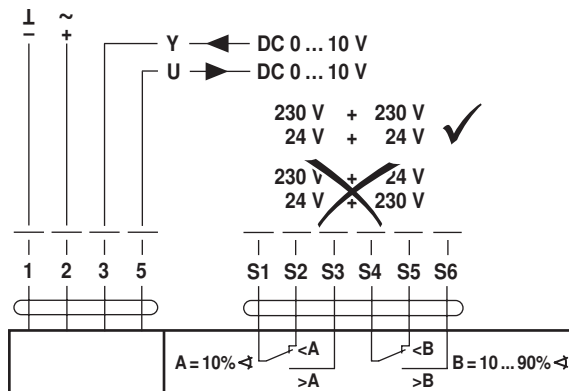 ⊥ ~
− +
Y DC 0 ... 10 V
U DC 0 ... 10 V
230 V + 230 V
24 V + 24 V
230 V + 24 V
24 V + 230 V
1 2 3 5 S1 S2 S3 S4 S5 S6
A = 10% ∢ <A <B B = 10 ... 90% ∢
>A >B